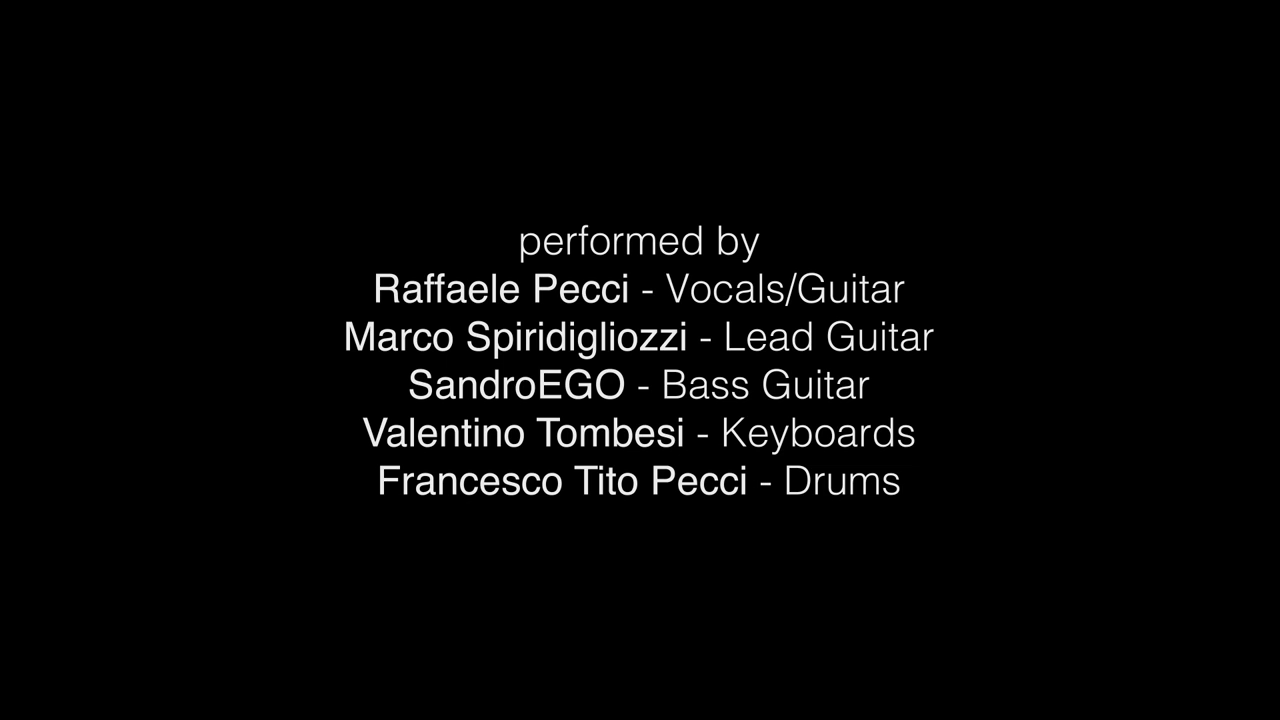 performed by
Raffaele Pecci - Vocals/Guitar
Marco Spiridigliozzi - Lead Guitar
SandroEGO - Bass Guitar
Valentino Tombesi - Keyboards
Francesco Tito Pecci - Drums